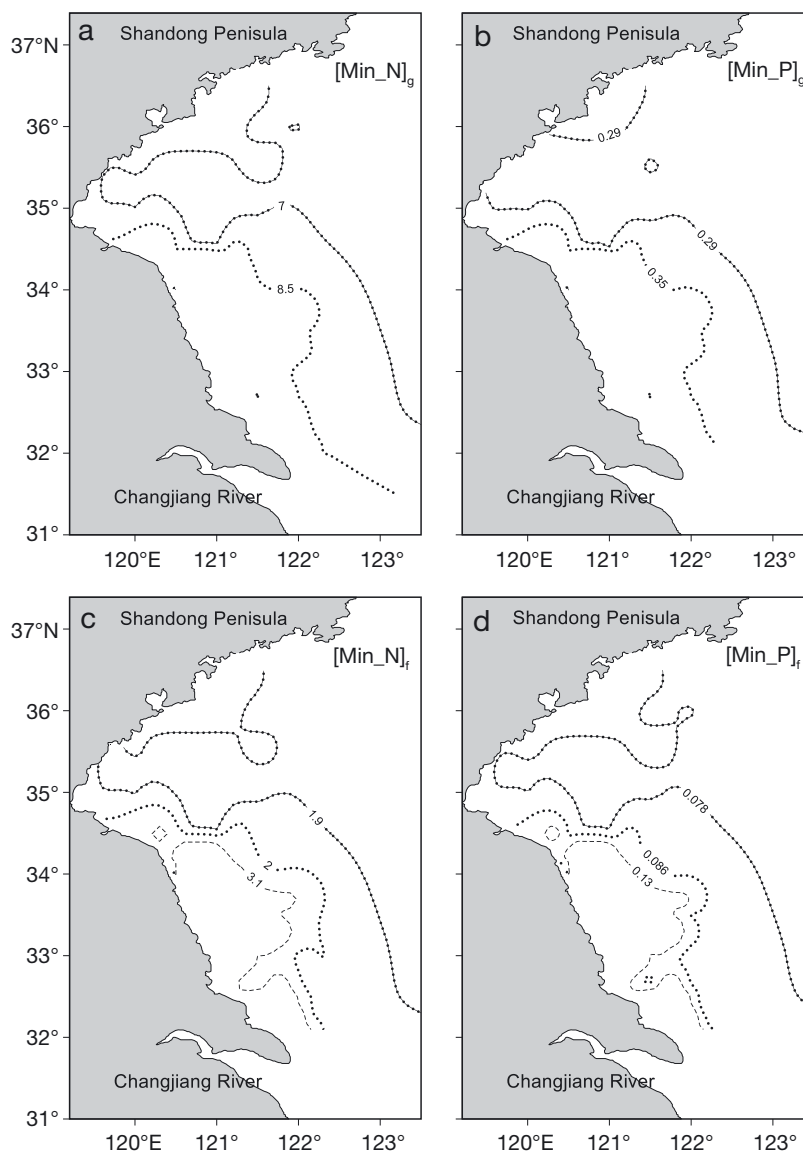 a
Shandong Penisula
[Min_N]g
37°N
36°
35°
34°
33°
32°
31°
7
8.5
Changjiang River
120°E 121° 122° 123°
b
Shandong Penisula
[Min_P]g
0.29
0.29
0.35
Changjiang River
120°E 121° 122° 123°
c
Shandong Penisula
[Min_N]f
37°N
36°
35°
34°
33°
32°
31°
1.9
2
3.1
Changjiang River
120°E 121° 122° 123°
d
Shandong Penisula
[Min_P]f
0.078
0.086
0.13
Changjiang River
120°E 121° 122° 123°